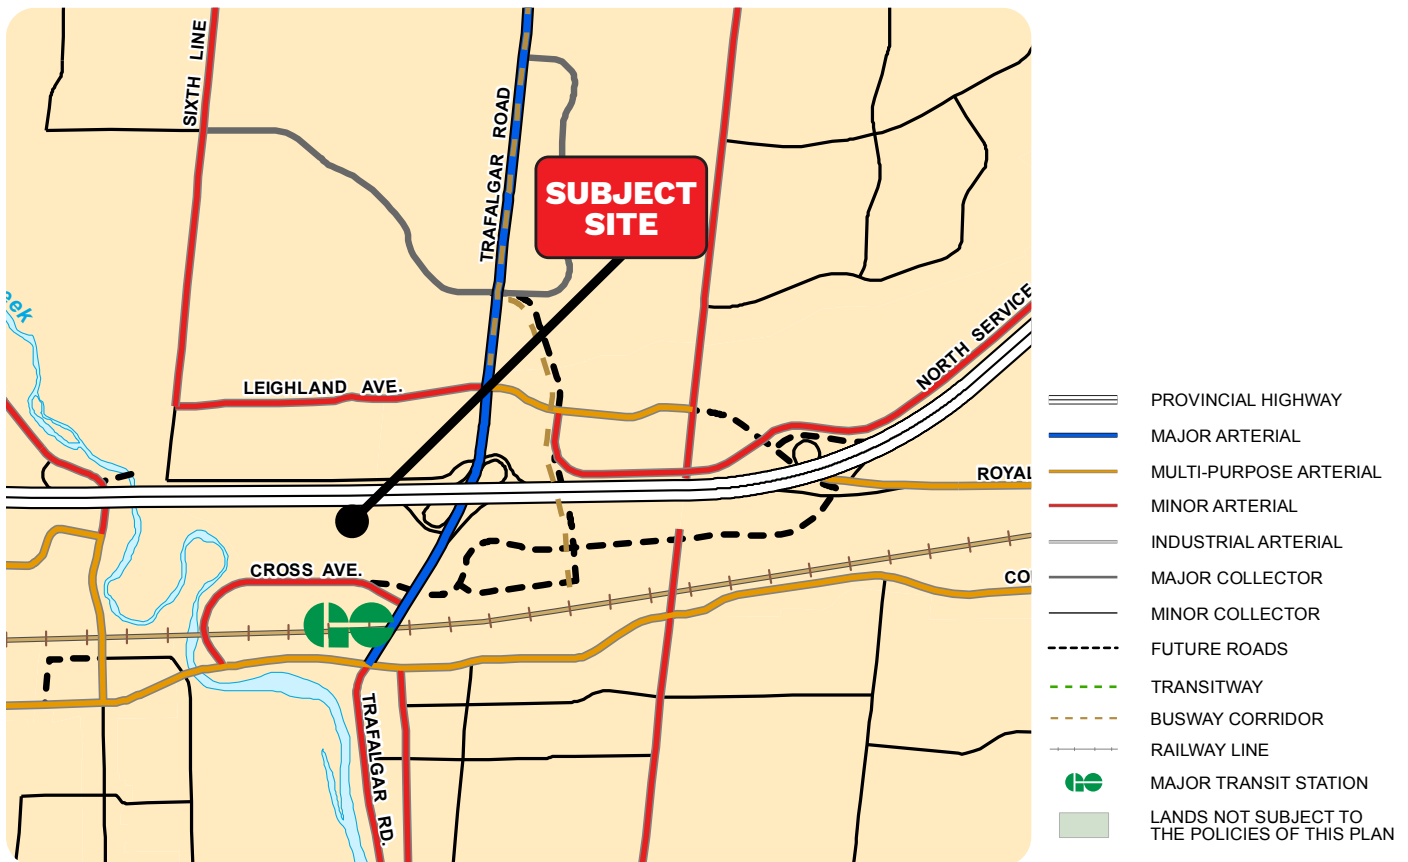 SIXTH LINE
TRAFALGAR ROAD
SUBJECT
SITE
eek
NORTH SERVICE
LEIGHLAND AVE.
ROYAL
CROSS AVE.
CO
TRAFALGAR RD.
PROVINCIAL HIGHWAY
MAJOR ARTERIAL
MULTI-PURPOSE ARTERIAL
MINOR ARTERIAL
INDUSTRIAL ARTERIAL
MAJOR COLLECTOR
MINOR COLLECTOR
FUTURE ROADS
TRANSITWAY
BUSWAY CORRIDOR
RAILWAY LINE
GO
MAJOR TRANSIT STATION
LANDS NOT SUBJECT TO
THE POLICIES OF THIS PLAN